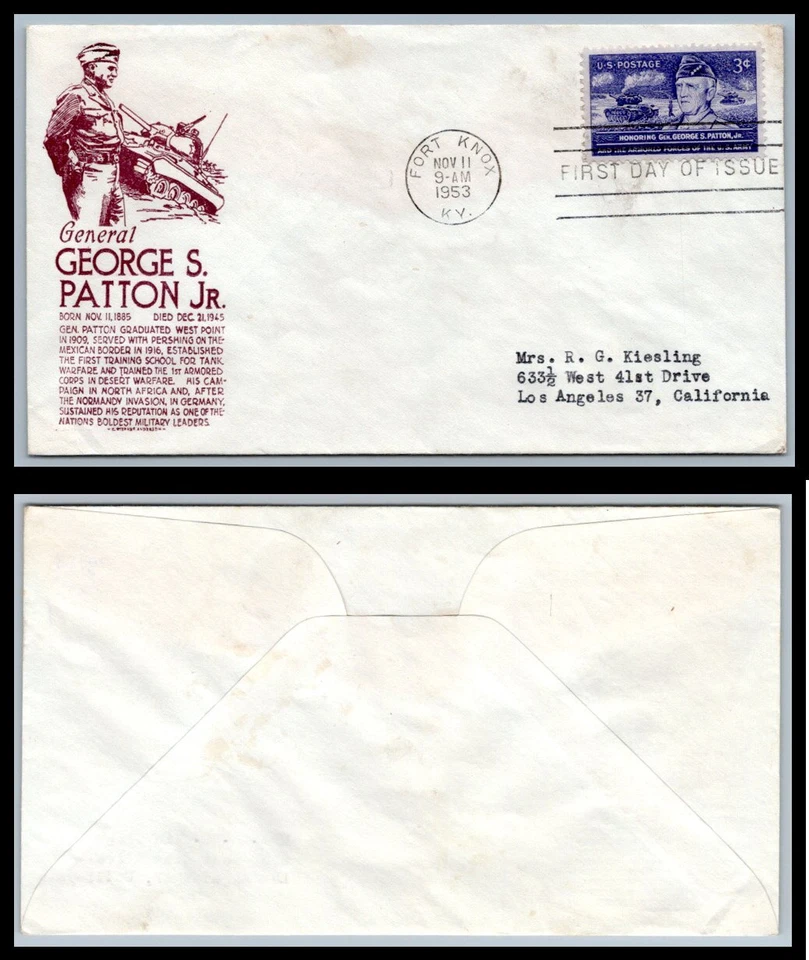 General
GEORGE S.
PATTON JR.
BORN NOV. 11, 1885 DIED DEC. 21, 1945
GEN. PATTON GRADUATED WEST POINT
IN 1909, SERVED WITH PERSHING ON THE
MEXICAN BORDER IN 1916, ESTABLISHED
THE FIRST TRAINING SCHOOL FOR TANK
WARFARE AND TRAINED THE 1ST ARMORED
CORPS IN DESERT WARFARE. HIS CAM-
PAIGN IN NORTH AFRICA AND, AFTER
THE NORMANDY INVASION, IN GERMANY,
SUSTAINED HIS REPUTATION AS ONE OF THE
NATIONS BOLDEST MILITARY LEADERS.
FORT KNOX
NOV 11
9-AM
1953
KY.
U.S. POSTAGE 3¢
HONORING GEN. GEORGE S. PATTON, JR.
AND THE ARMORED FORCES OF THE U.S. ARMY
FIRST DAY OF ISSUE
Mrs. R. G. Kiesling
633½ West 41st Drive
Los Angeles 37, California